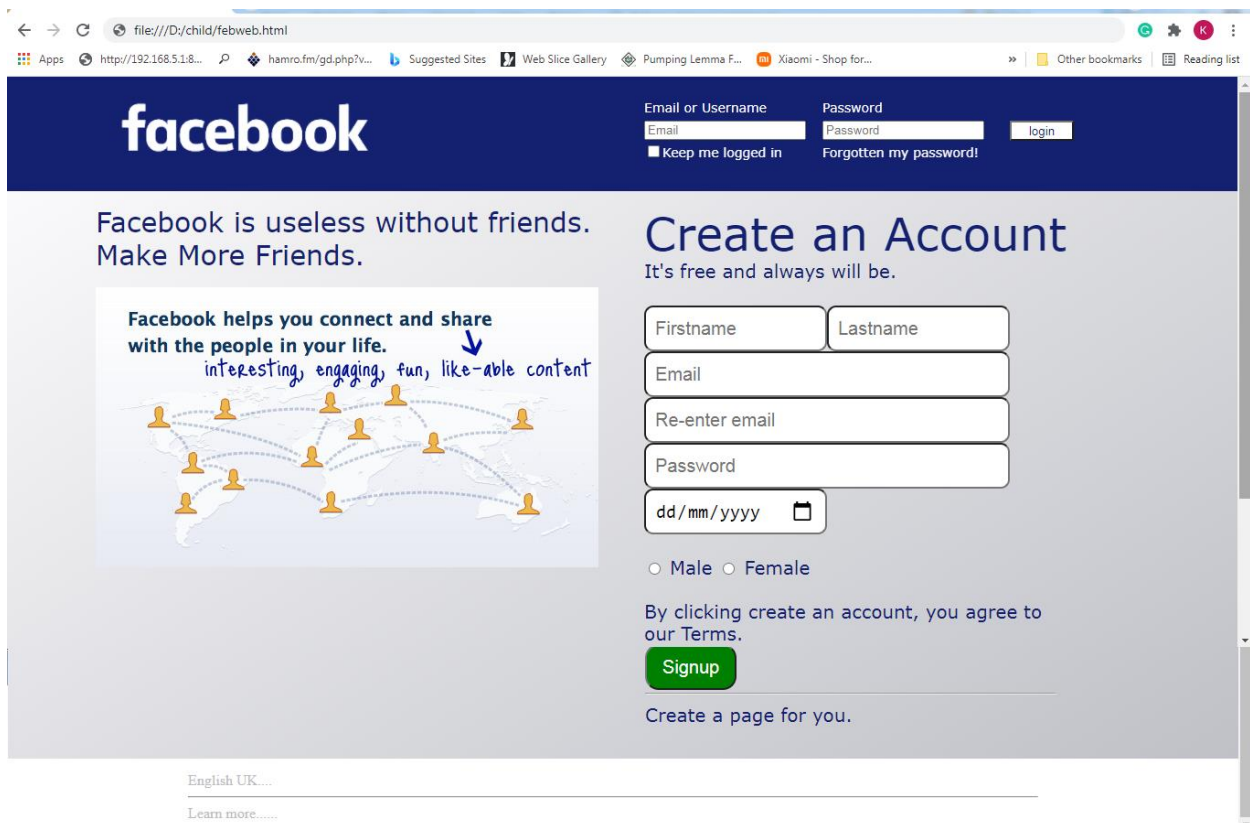 file:///D:/child/febweb.html
K
Apps http://192.168.5.1:8... hamro.fm/gd.php?v... Suggested Sites Web Slice Gallery Pumping Lemma F... Xiaomi - Shop for... » Other bookmarks Reading list
facebook
Email or Username Password
Email Password login
Keep me logged in Forgotten my password!
Facebook is useless without friends.
Make More Friends.
Facebook helps you connect and share
with the people in your life.
interesting, engaging, fun, like-able content
Create an Account
It's free and always will be.
Firstname Lastname
Email
Re-enter email
Password
dd/mm/yyyy
Male Female
By clicking create an account, you agree to
our Terms.
Signup
Create a page for you.
English UK....
Learn more......